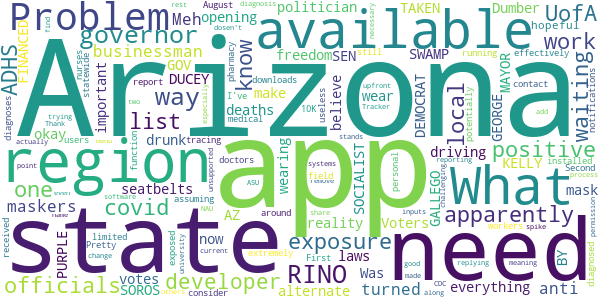 Arizona
app
state
need
What
region
available
Problem
governor
UofA
Meh
opening
politician
Dumber
hopeful
August
diagnosis
necessary
FINANCED
TAKEN
find
rest
ADHS
businessman
running
effectively
GOV
SEN
SWAMP
freedom
still
work
nurses
statewide
DUCEY
know
MAYOR
pharmacy
notifications
important
report
downloads
upfront
contact
way
make
wear
GEORGE
Waiting
diagnoses
I've
useless
10K
Tracker
add
trying
Thank
deaths
believe
DEMOCRAT
local
potentially
two
medical
list
okay
users
tracing
especially
stands
actually
drunk
positive
function
unsupported
doctors
systems
share
field
ASU
KELLY
installed
point
one
driving
Second
process
seatbelts
wearing
SOCIALIST
personal
GALLEGO
mask
maskers
covid
assuming
software
around
reality
Voters
apparently
received
AZ
exposed
NAU
exposure
laws
workers
spike
diagnosed
permission
PURPLE
limited
Pretty
change
university
now
RINO
Was
BY
officials
developer
extremely
First
inputs
current
good
made
CDC
replying
meaning
along
SOROS
votes
consider
alternate
turned
everything
anti
reporting
challenging